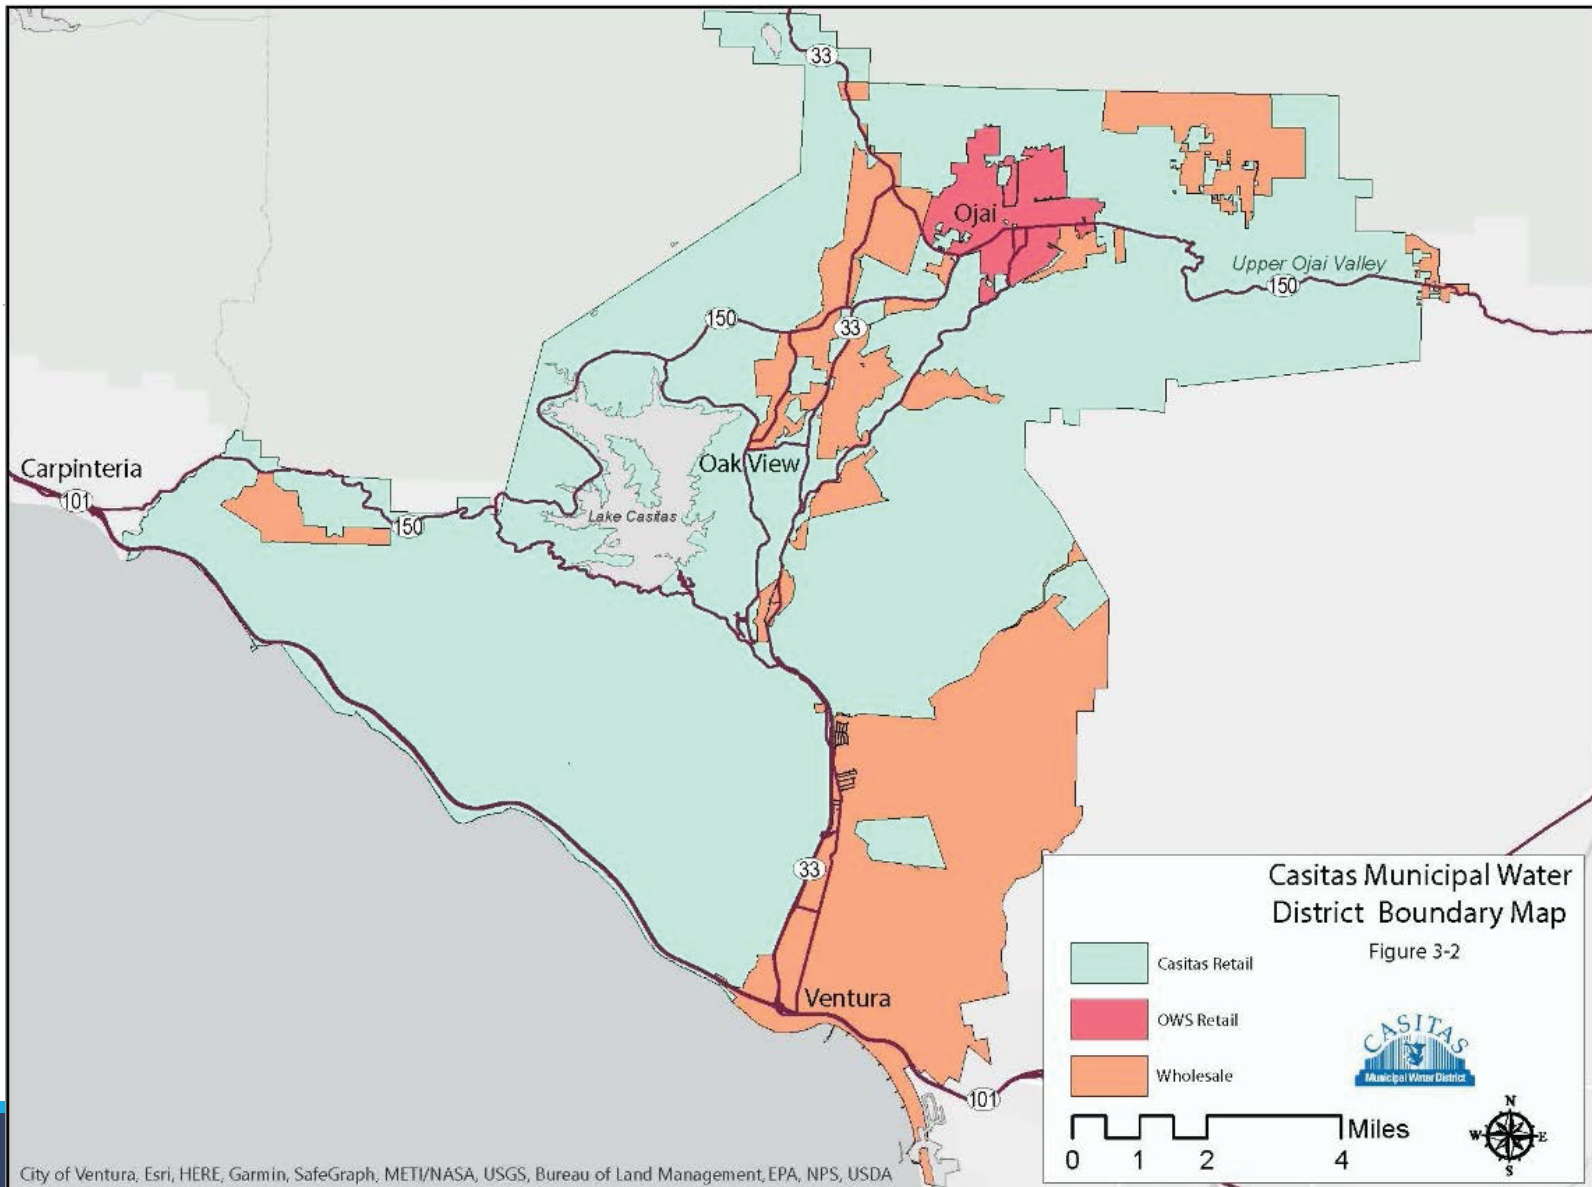 33
Ojai
Upper Ojai Valley
150
150
33
Carpinteria
101
Oak View
Lake Casitas
150
33
Ventura
101
Casitas Municipal Water
District Boundary Map
Figure 3-2
Casitas Retail
OWS Retail
Wholesale
CASITAS
Municipal Water District
Miles
0 1 2 4
N
W E
S
City of Ventura, Esri, HERE, Garmin, SafeGraph, METI/NASA, USGS, Bureau of Land Management, EPA, NPS, USDA